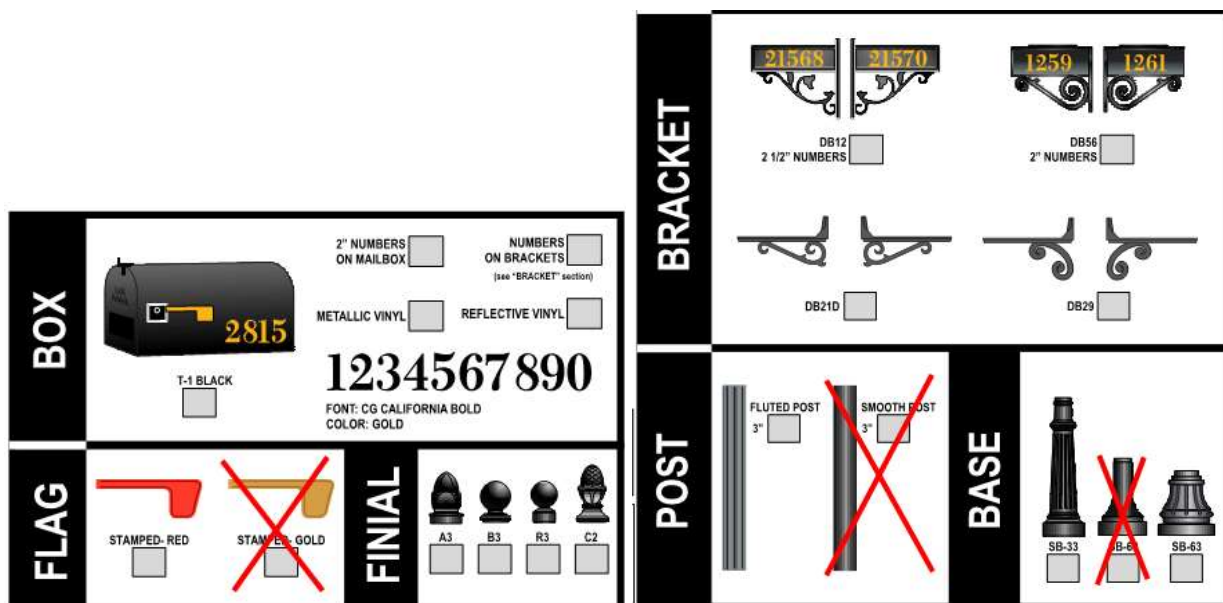 BOX
2" NUMBERS
ON MAILBOX
NUMBERS
ON BRACKETS
(see "BRACKET" section)
METALLIC VINYL
REFLECTIVE VINYL
2815
T-1 BLACK
1234567890
FONT: CG CALIFORNIA BOLD
COLOR: GOLD
FLAG
STAMPED- RED
STAMPED- GOLD
FINIAL
A3
B3
R3
C2
BRACKET
21568
21570
1259
1261
DB12
2 1/2" NUMBERS
DB56
2" NUMBERS
DB21D
DB29
POST
FLUTED POST
3"
SMOOTH POST
3"
BASE
SB-33
SB-63